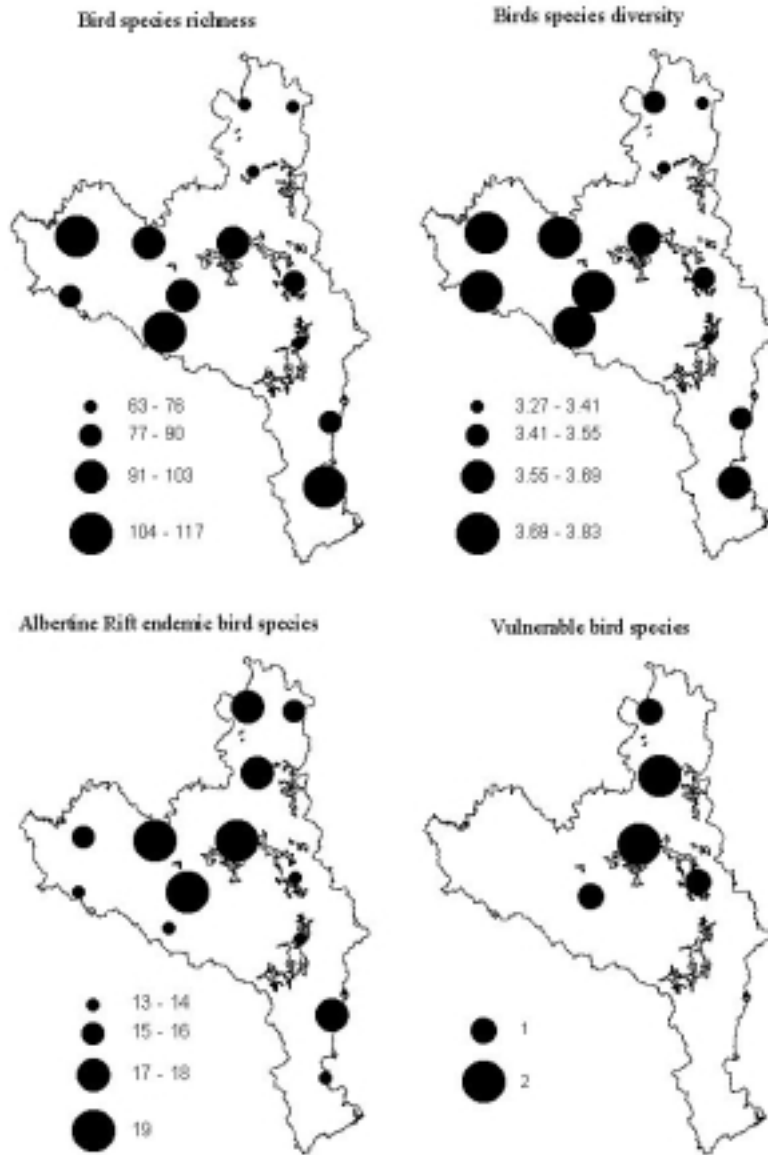 Bird species richness
Birds species diversity
63 - 76
77 - 90
91 - 103
104 - 117
3.27 - 3.41
3.41 - 3.55
3.55 - 3.69
3.69 - 3.83
Albertine Rift endemic bird species
Vulnerable bird species
13 - 14
15 - 16
17 - 18
19
1
2